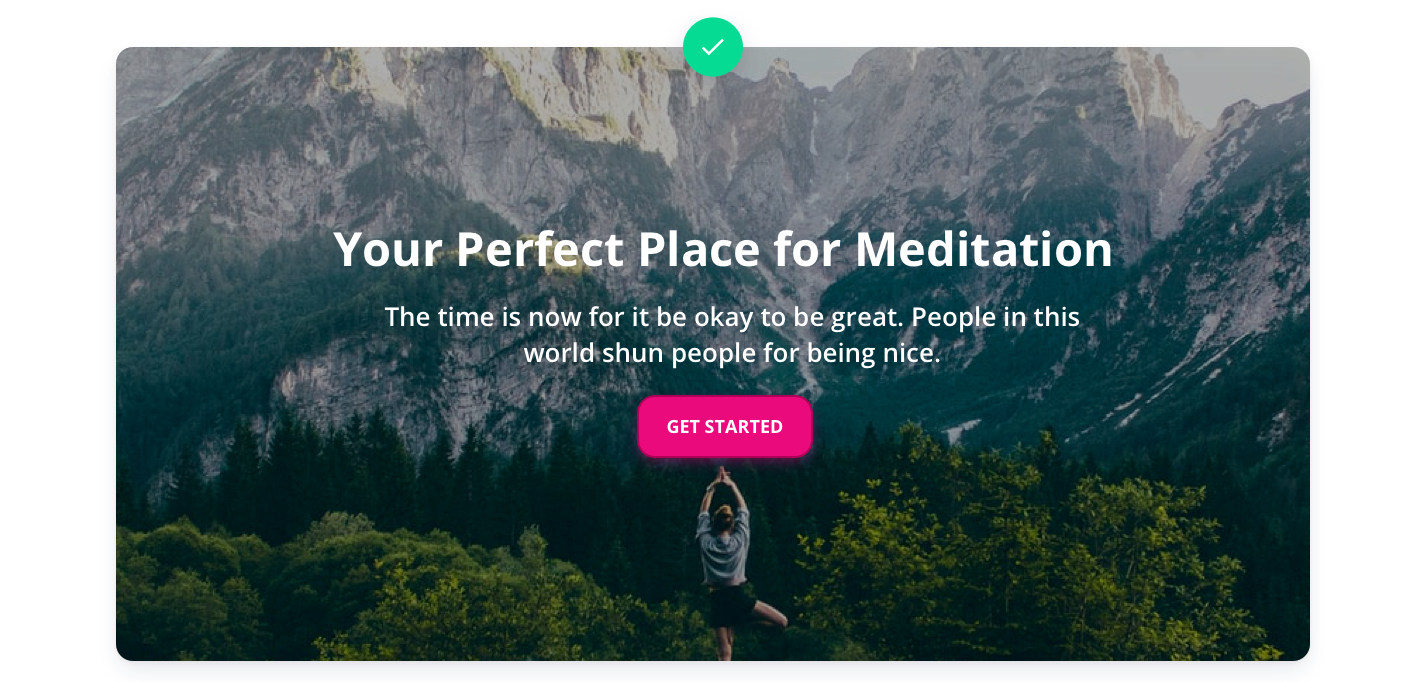 Your Perfect Place for Meditation
The time is now for it be okay to be great. People in this
world shun people for being nice.
GET STARTED